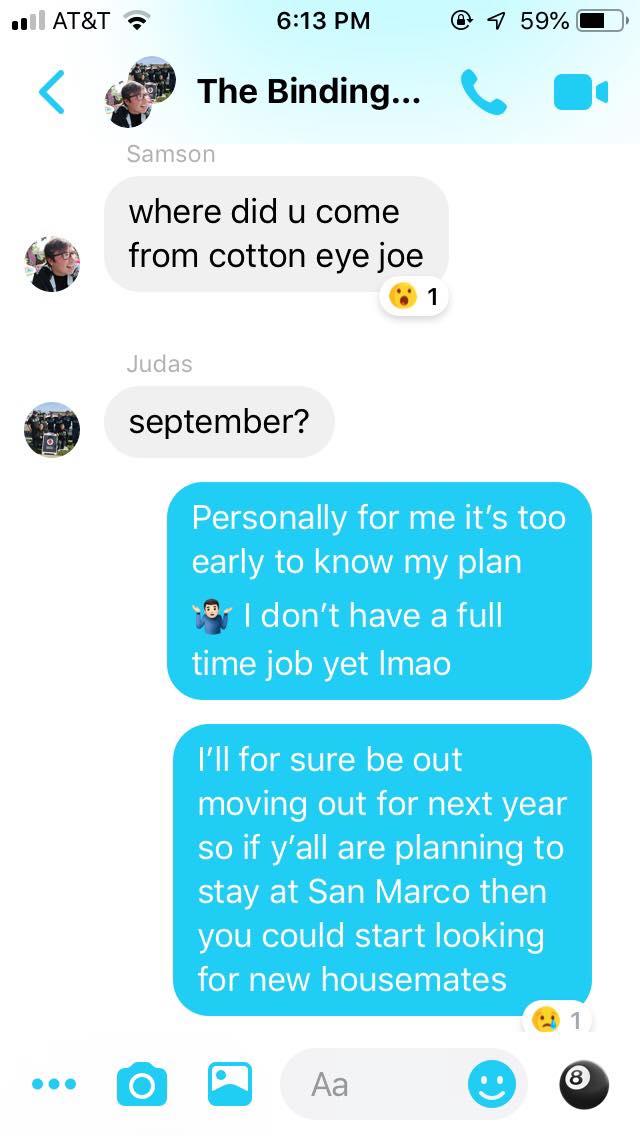 AT&T 6:13 PM 59%
The Binding...
Samson
where did u come
from cotton eye joe
1
Judas
september?
Personally for me it's too
early to know my plan
I don't have a full
time job yet lmao
I'll for sure be out
moving out for next year
so if y'all are planning to
stay at San Marco then
you could start looking
for new housemates
1
Aa
8